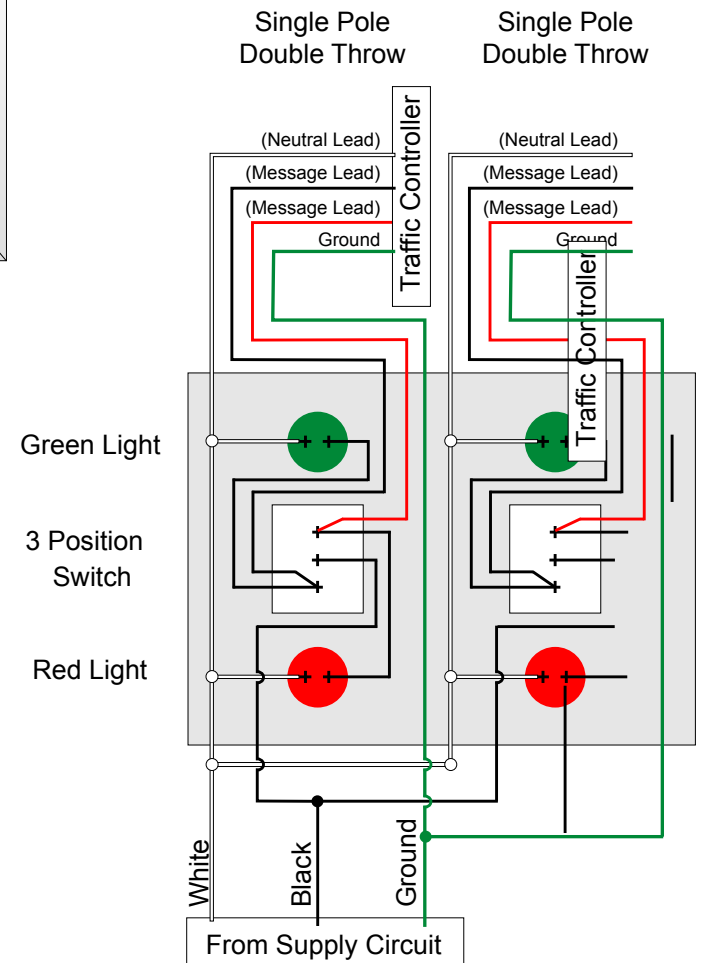 Single Pole
Double Throw
Single Pole
Double Throw
Traffic Controller
(Neutral Lead)
(Message Lead)
(Message Lead)
Ground
(Neutral Lead)
(Message Lead)
(Message Lead)
Ground
Traffic Controller
Green Light
3 Position
Switch
Red Light
White
Black
Ground
From Supply Circuit